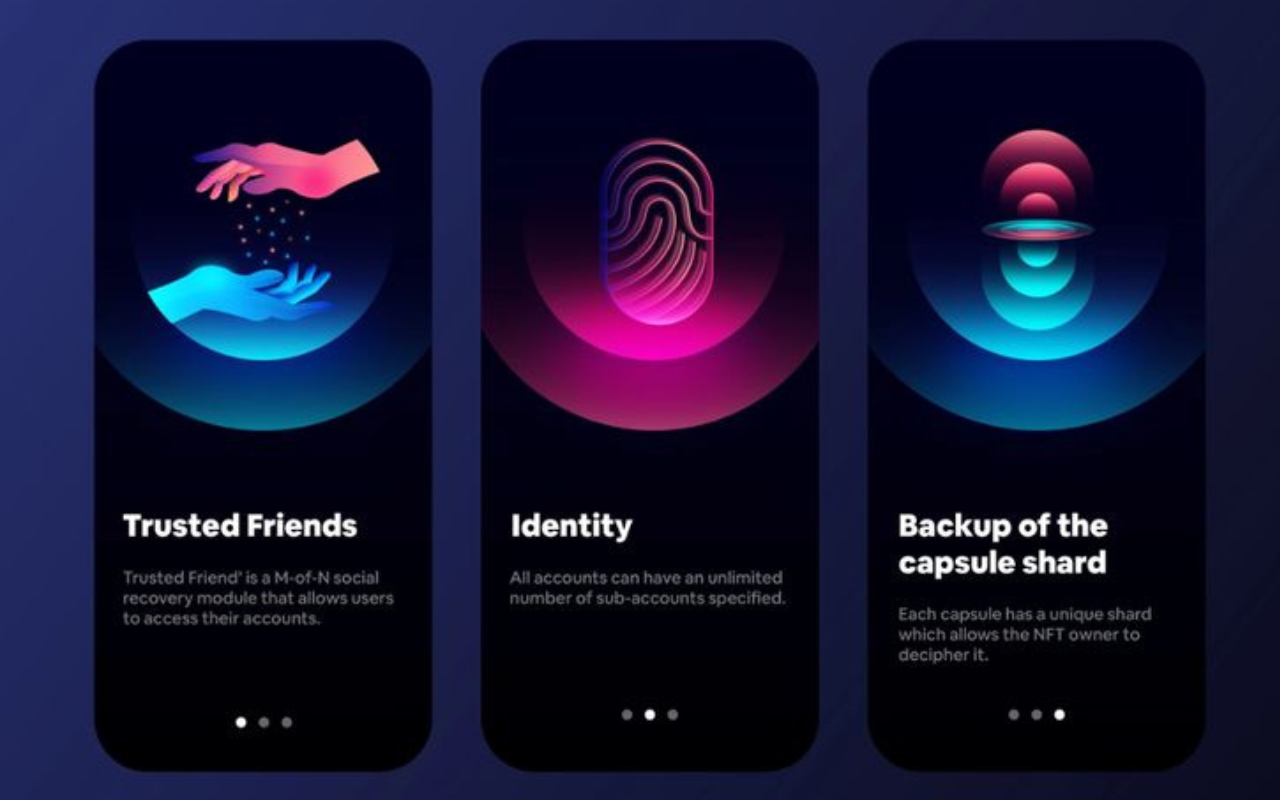 Trusted Friends
Trusted Friend' is a M-of-N social
recovery module that allows users
to access their accounts.
Identity
All accounts can have an unlimited
number of sub-accounts specified.
Backup of the
capsule shard
Each capsule has a unique shard
which allows the NFT owner to
decipher it.